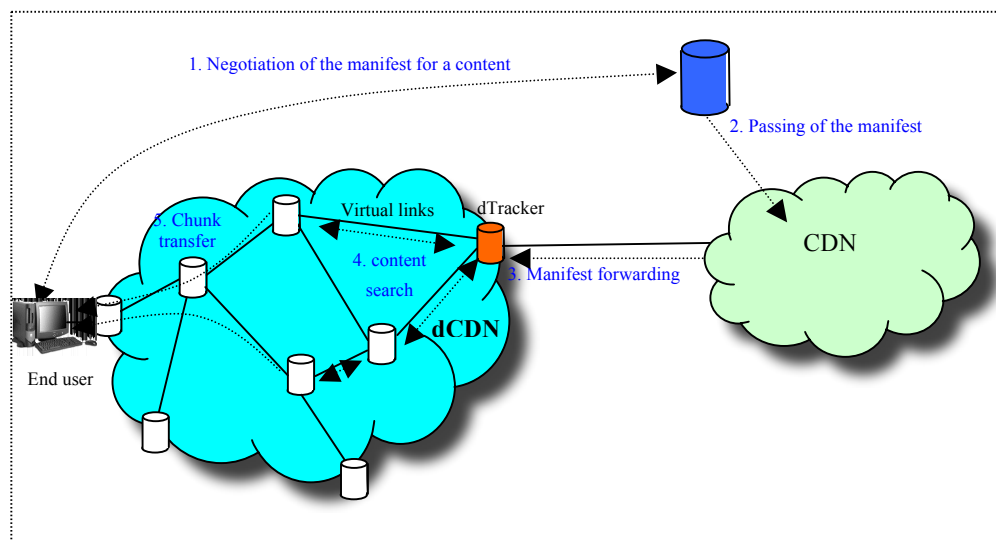 1. Negotiation of the manifest for a content
2. Passing of the manifest
5. Chunk
transfer
Virtual links
dTracker
4. content
search
3. Manifest forwarding
CDN
dCDN
End user